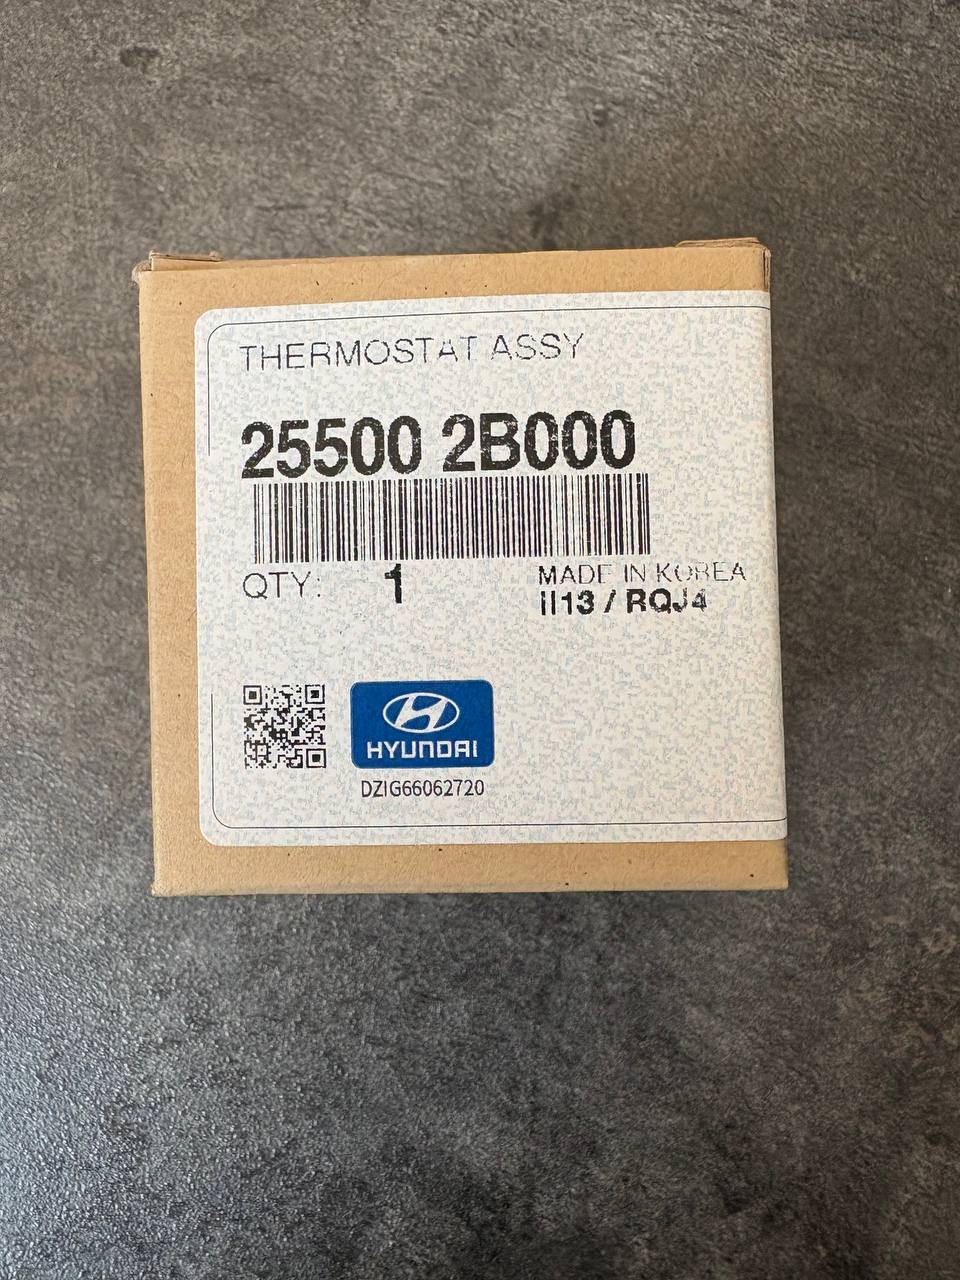 THERMOSTAT ASSY
25500 2B000
QTY: 1
MADE IN KOREA
II13 / RQJ4
HYUNDAI
DZIG66062720